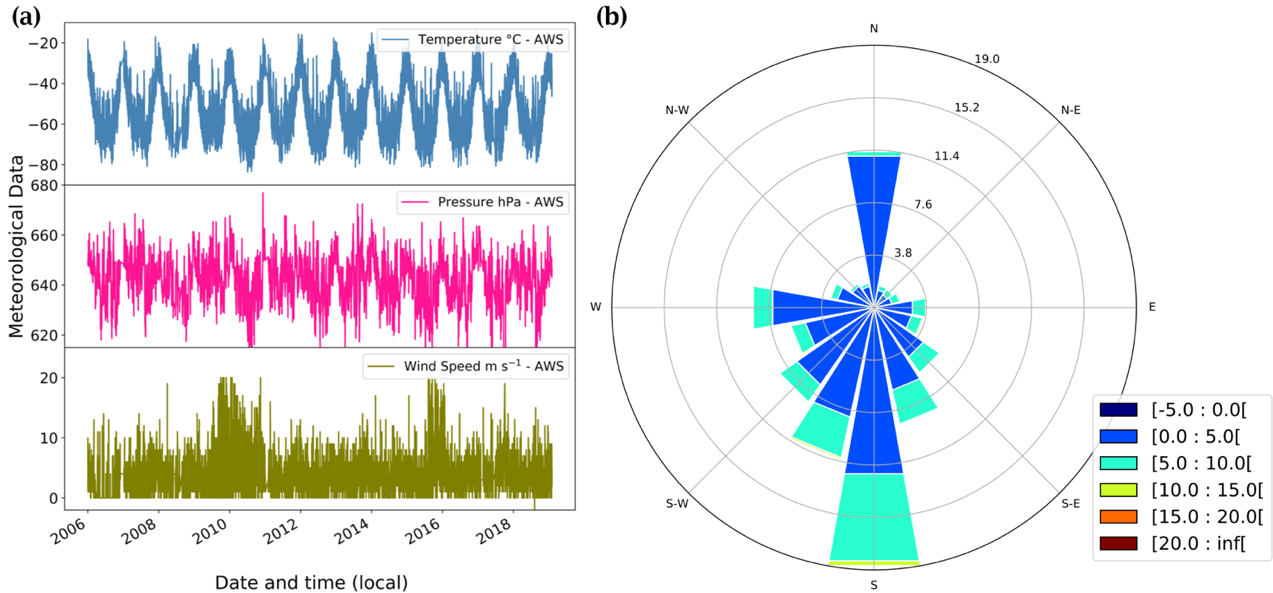 (a)
Meteorological Data
−20
−40
−60
−80
Temperature °C - AWS
680
660
640
620
Pressure hPa - AWS
20
10
0
Wind Speed m s⁻¹ - AWS
2006
2008
2010
2012
2014
2016
2018
Date and time (local)
(b)
N
N-E
E
S-E
S
S-W
W
N-W
19.0
15.2
11.4
7.6
3.8
[-5.0 : 0.0[
[0.0 : 5.0[
[5.0 : 10.0[
[10.0 : 15.0[
[15.0 : 20.0[
[20.0 : inf[